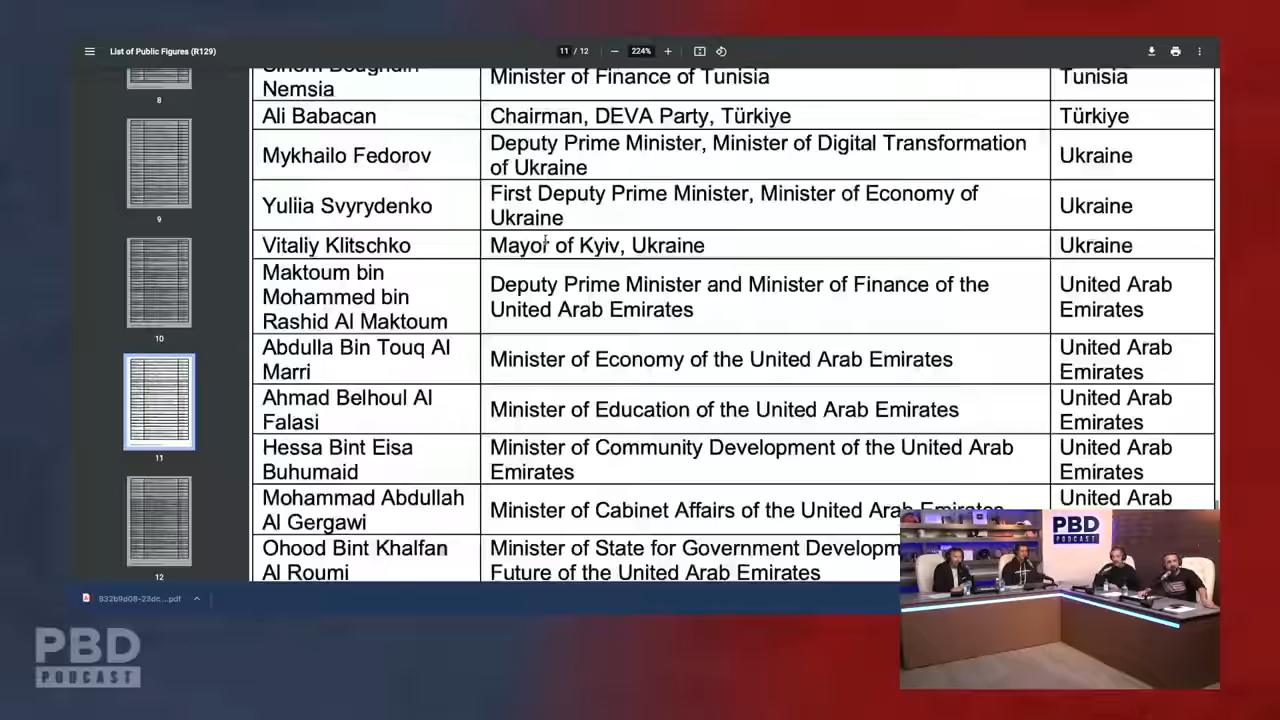 List of Public Figures (R129)
11 / 12
224%
8
9
10
11
12
Nemsia
Minister of Finance of Tunisia
Tunisia
Ali Babacan
Chairman, DEVA Party, Türkiye
Türkiye
Mykhailo Fedorov
Deputy Prime Minister, Minister of Digital Transformation
of Ukraine
Ukraine
Yuliia Svyrydenko
First Deputy Prime Minister, Minister of Economy of
Ukraine
Ukraine
Vitaliy Klitschko
Mayor of Kyiv, Ukraine
Ukraine
Maktoum bin
Mohammed bin
Rashid Al Maktoum
Deputy Prime Minister and Minister of Finance of the
United Arab Emirates
United Arab
Emirates
Abdulla Bin Touq Al
Marri
Minister of Economy of the United Arab Emirates
United Arab
Emirates
Ahmad Belhoul Al
Falasi
Minister of Education of the United Arab Emirates
United Arab
Emirates
Hessa Bint Eisa
Buhumaid
Minister of Community Development of the United Arab
Emirates
United Arab
Emirates
Mohammad Abdullah
Al Gergawi
Minister of Cabinet Affairs of the United Arab Emirates
United Arab
Ohood Bint Khalfan
Al Roumi
Minister of State for Government Developm
Future of the United Arab Emirates
PBD
PODCAST
PBD
PODCAST